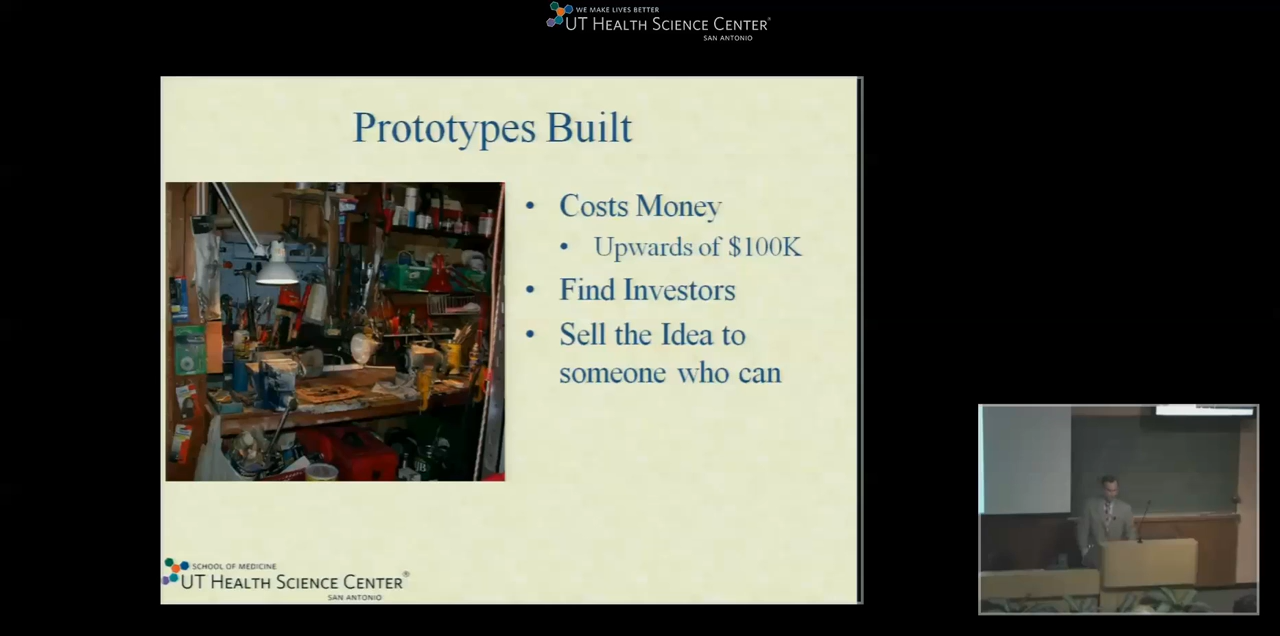 WE MAKE LIVES BETTER
UT HEALTH SCIENCE CENTER®
SAN ANTONIO
Prototypes Built
• Costs Money
• Upwards of $100K
• Find Investors
• Sell the Idea to
someone who can
SCHOOL OF MEDICINE
UT HEALTH SCIENCE CENTER®
SAN ANTONIO